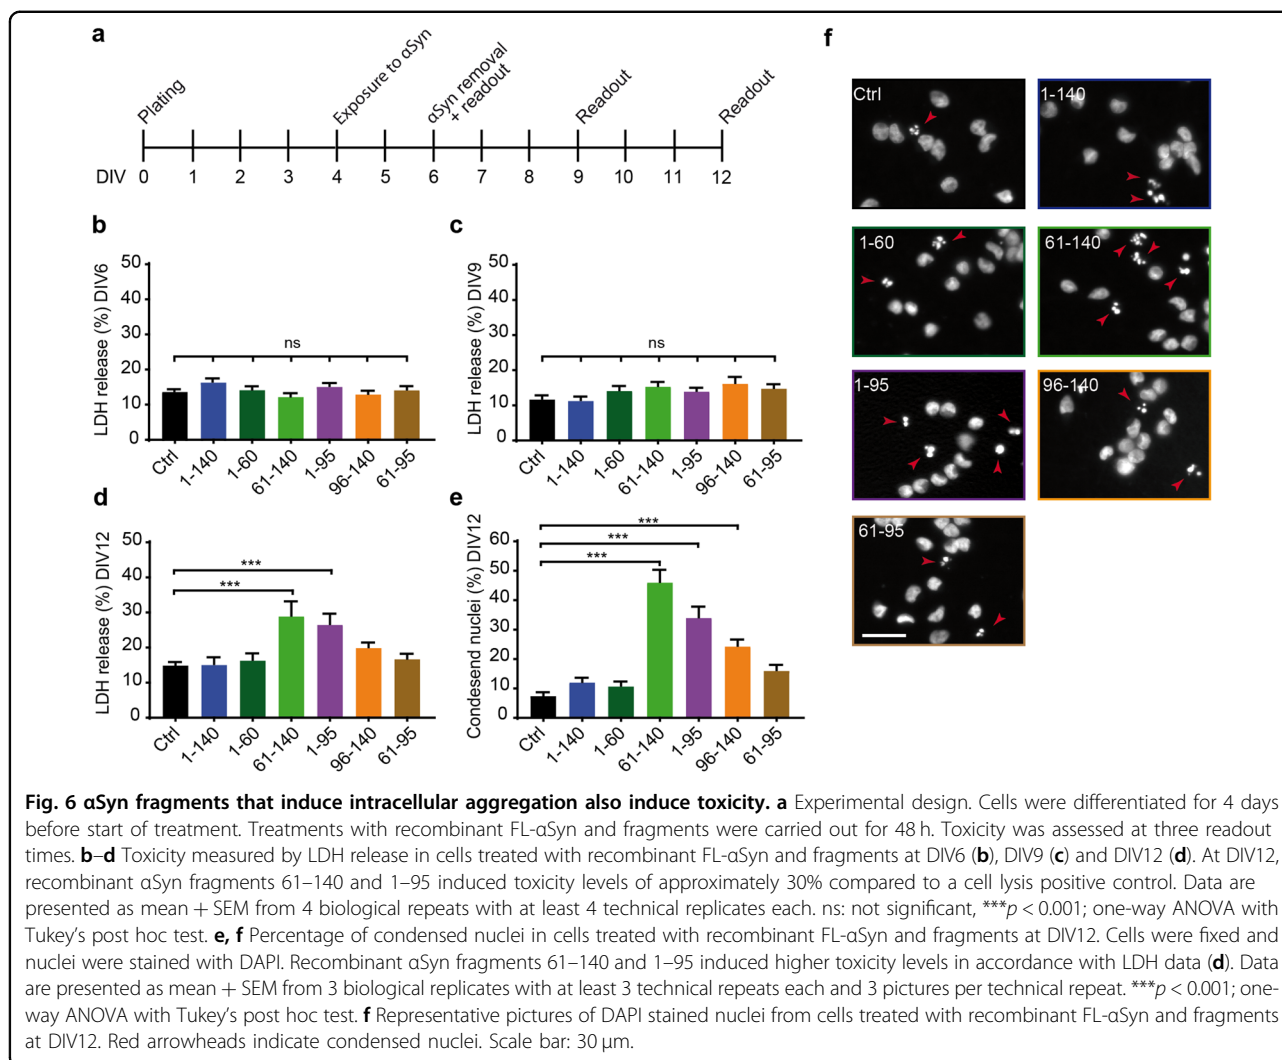 a
Plating
Exposure to αSyn
αSyn removal
+ readout
Readout
Readout
DIV 0 1 2 3 4 5 6 7 8 9 10 11 12
b
LDH release (%) DIV6
50
40
30
20
10
0
ns
Ctrl
1-140
1-60
61-140
1-95
96-140
61-95
c
LDH release (%) DIV9
50
40
30
20
10
0
ns
Ctrl
1-140
1-60
61-140
1-95
96-140
61-95
d
LDH release (%) DIV12
50
40
30
20
10
0
***
***
Ctrl
1-140
1-60
61-140
1-95
96-140
61-95
e
Condesend nuclei (%) DIV12
60
50
40
30
20
10
0
***
***
***
Ctrl
1-140
1-60
61-140
1-95
96-140
61-95
f
Ctrl
1-140
1-60
61-140
1-95
96-140
61-95
Fig. 6 αSyn fragments that induce intracellular aggregation also induce toxicity. a Experimental design. Cells were differentiated for 4 days
before start of treatment. Treatments with recombinant FL-αSyn and fragments were carried out for 48 h. Toxicity was assessed at three readout
times. b–d Toxicity measured by LDH release in cells treated with recombinant FL-αSyn and fragments at DIV6 (b), DIV9 (c) and DIV12 (d). At DIV12,
recombinant αSyn fragments 61–140 and 1–95 induced toxicity levels of approximately 30% compared to a cell lysis positive control. Data are
presented as mean + SEM from 4 biological repeats with at least 4 technical replicates each. ns: not significant, ***p < 0.001; one-way ANOVA with
Tukey's post hoc test. e, f Percentage of condensed nuclei in cells treated with recombinant FL-αSyn and fragments at DIV12. Cells were fixed and
nuclei were stained with DAPI. Recombinant αSyn fragments 61–140 and 1–95 induced higher toxicity levels in accordance with LDH data (d). Data
are presented as mean + SEM from 3 biological replicates with at least 3 technical repeats each and 3 pictures per technical repeat. ***p < 0.001; one-
way ANOVA with Tukey's post hoc test. f Representative pictures of DAPI stained nuclei from cells treated with recombinant FL-αSyn and fragments
at DIV12. Red arrowheads indicate condensed nuclei. Scale bar: 30 μm.